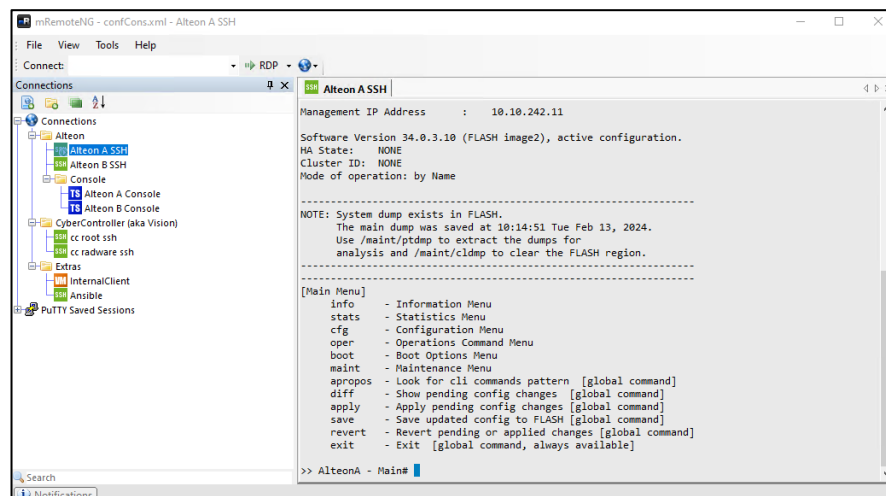 mRemoteNG - confCons.xml - Alteon A SSH
File View Tools Help
Connect: RDP
Connections
Connections
Alteon
Alteon A SSH
Alteon B SSH
Console
Alteon A Console
Alteon B Console
CyberController (aka Vision)
cc root ssh
cc radware ssh
Extras
InternalClient
Ansible
PuTTY Saved Sessions
Search
Notifications
Alteon A SSH
Management IP Address : 10.10.242.11
Software Version 34.0.3.10 (FLASH image2), active configuration.
HA State: NONE
Cluster ID: NONE
Mode of operation: by Name
------------------------------------------------------------------------
NOTE: System dump exists in FLASH.
The main dump was saved at 10:14:51 Tue Feb 13, 2024.
Use /maint/ptdmp to extract the dumps for
analysis and /maint/cldmp to clear the FLASH region.
------------------------------------------------------------------------
------------------------------------------------------------------------
[Main Menu]
info - Information Menu
stats - Statistics Menu
cfg - Configuration Menu
oper - Operations Command Menu
boot - Boot Options Menu
maint - Maintenance Menu
apropos - Look for cli commands pattern [global command]
diff - Show pending config changes [global command]
apply - Apply pending config changes [global command]
save - Save updated config to FLASH [global command]
revert - Revert pending or applied changes [global command]
exit - Exit [global command, always available]
>> AlteonA - Main#